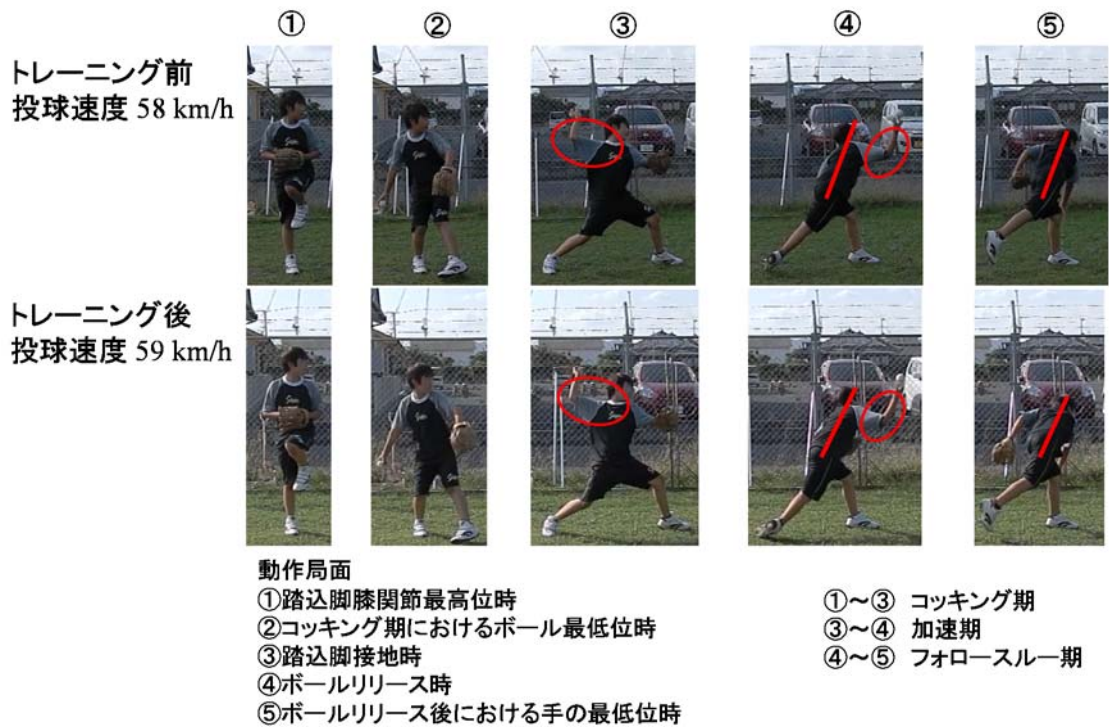 ① ② ③ ④ ⑤
トレーニング前
投球速度 58 km/h
トレーニング後
投球速度 59 km/h
動作局面
①踏込脚膝関節最高位時
②コッキング期におけるボール最低位時
③踏込脚接地時
④ボールリリース時
⑤ボールリリース後における手の最低位時
①～③ コッキング期
③～④ 加速期
④～⑤ フォロースルー期